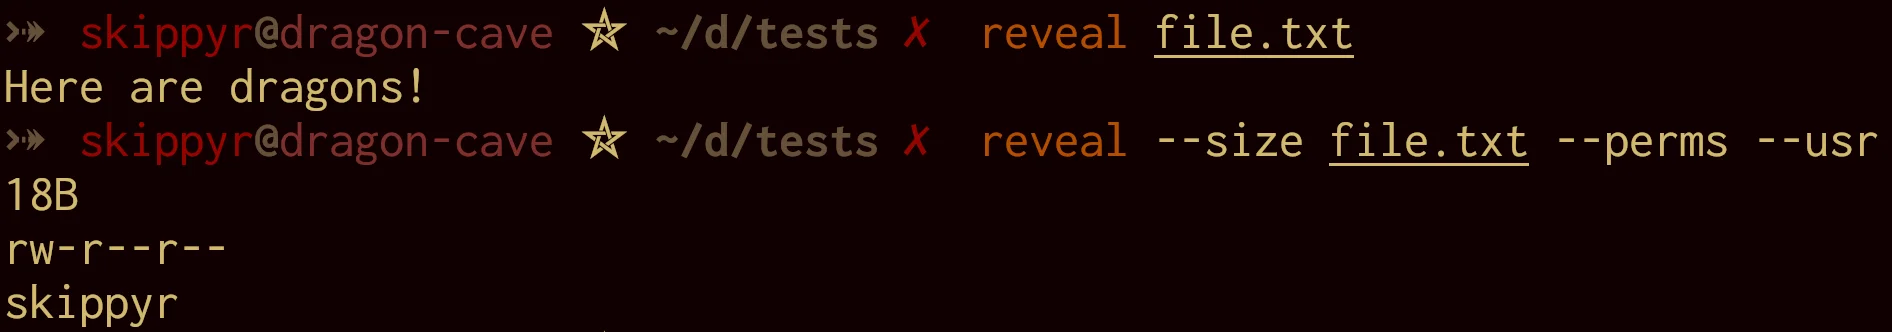 ➳ skippyr@dragon-cave ⛤ ~/d/tests ✗ reveal file.txt
Here are dragons!
➳ skippyr@dragon-cave ⛤ ~/d/tests ✗ reveal --size file.txt --perms --usr
18B
rw-r--r--
skippyr